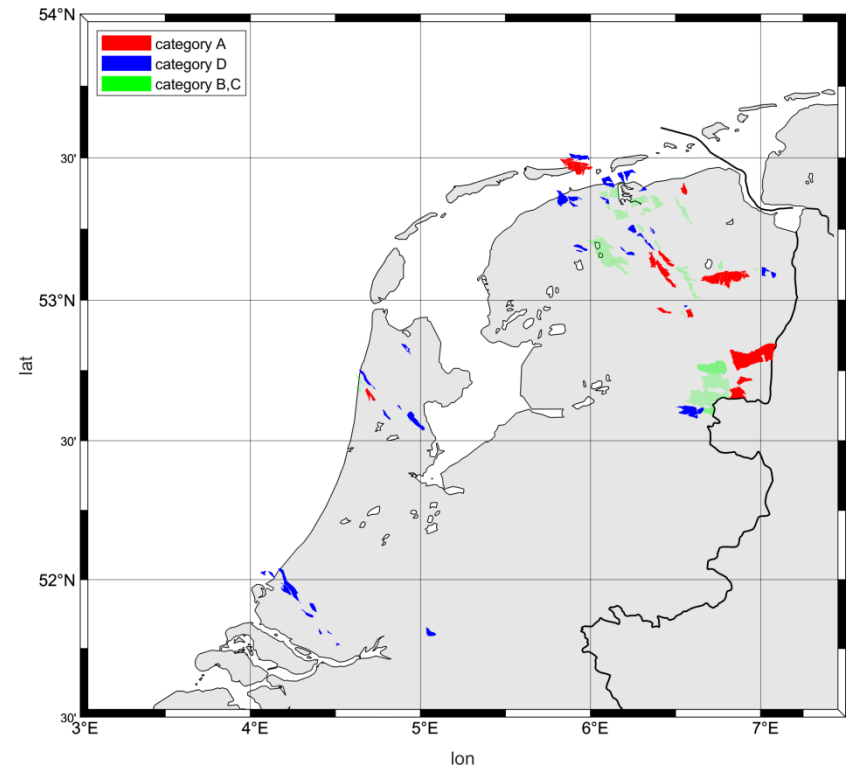 54°N
category A
category D
category B,C
30'
53°N
lat
30'
52°N
30'
3°E
4°E
5°E
6°E
7°E
lon